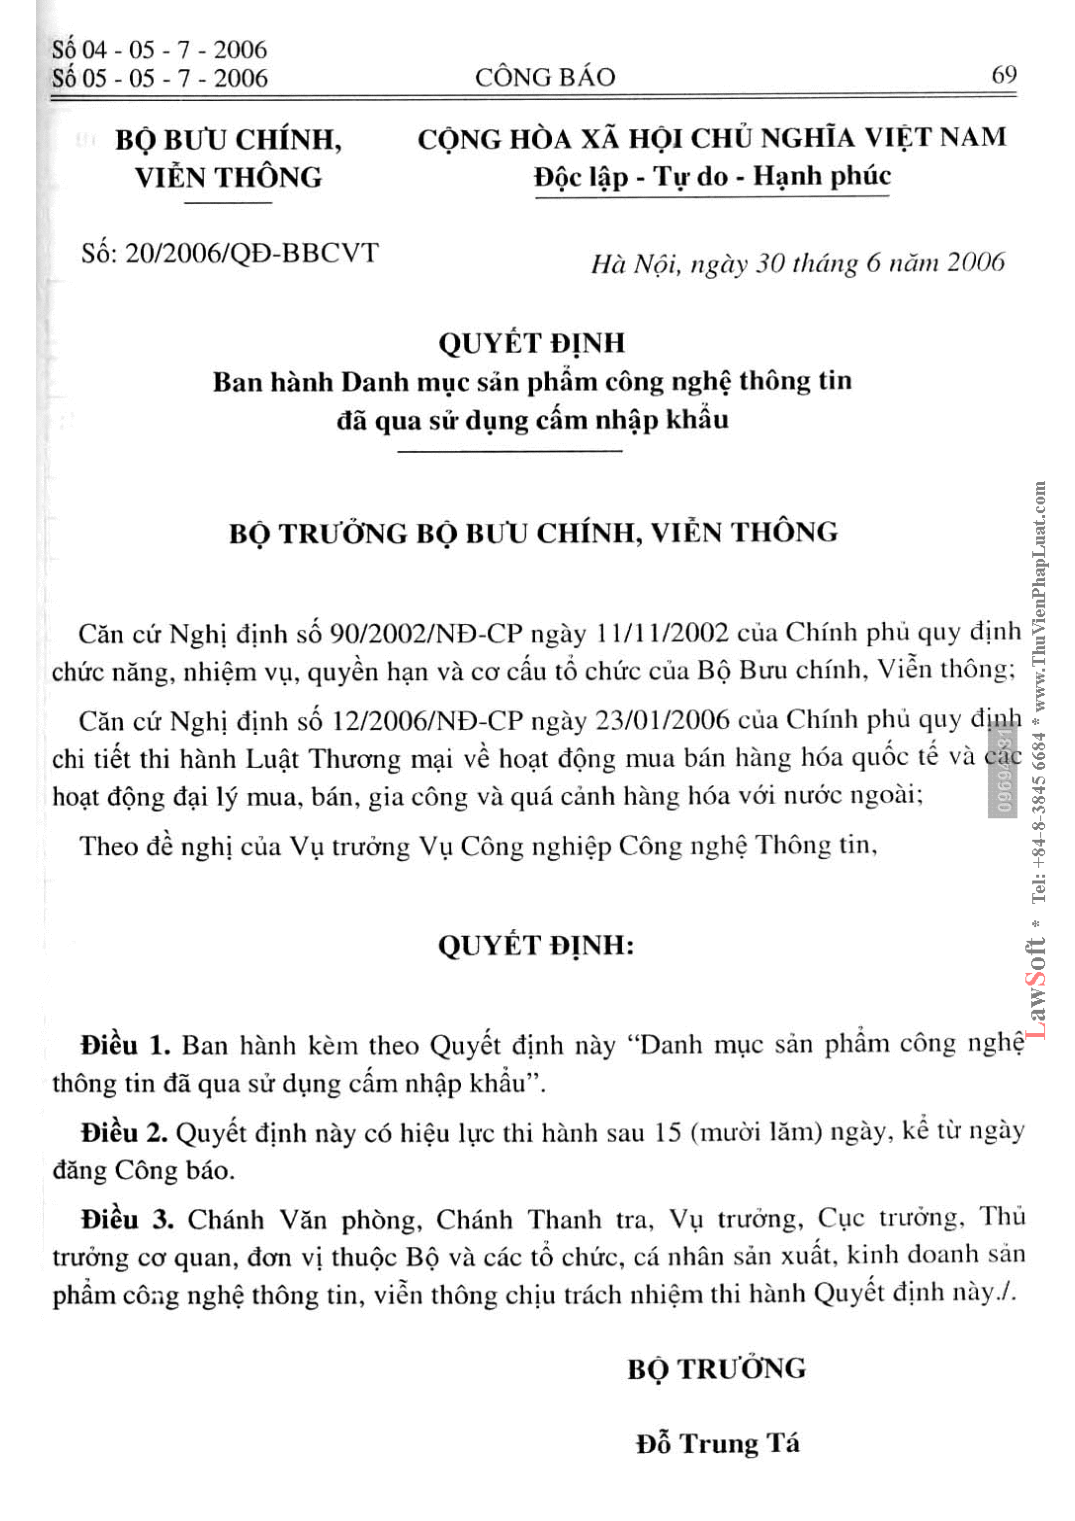 Số 04 - 05 - 7 - 2006
Số 05 - 05 - 7 - 2006
CÔNG BÁO
69
BỘ BƯU CHÍNH,
VIỄN THÔNG
CỘNG HÒA XÃ HỘI CHỦ NGHĨA VIỆT NAM
Độc lập - Tự do - Hạnh phúc
Số: 20/2006/QĐ-BBCVT
Hà Nội, ngày 30 tháng 6 năm 2006
QUYẾT ĐỊNH
Ban hành Danh mục sản phẩm công nghệ thông tin
đã qua sử dụng cấm nhập khẩu
BỘ TRƯỞNG BỘ BƯU CHÍNH, VIỄN THÔNG
Căn cứ Nghị định số 90/2002/NĐ-CP ngày 11/11/2002 của Chính phủ quy định
chức năng, nhiệm vụ, quyền hạn và cơ cấu tổ chức của Bộ Bưu chính, Viễn thông;
Căn cứ Nghị định số 12/2006/NĐ-CP ngày 23/01/2006 của Chính phủ quy định
chi tiết thi hành Luật Thương mại về hoạt động mua bán hàng hóa quốc tế và các
hoạt động đại lý mua, bán, gia công và quá cảnh hàng hóa với nước ngoài;
Theo đề nghị của Vụ trưởng Vụ Công nghiệp Công nghệ Thông tin,
QUYẾT ĐỊNH:
Điều 1. Ban hành kèm theo Quyết định này “Danh mục sản phẩm công nghệ
thông tin đã qua sử dụng cấm nhập khẩu”.
Điều 2. Quyết định này có hiệu lực thi hành sau 15 (mười lăm) ngày, kể từ ngày
đăng Công báo.
Điều 3. Chánh Văn phòng, Chánh Thanh tra, Vụ trưởng, Cục trưởng, Thủ
trưởng cơ quan, đơn vị thuộc Bộ và các tổ chức, cá nhân sản xuất, kinh doanh sản
phẩm công nghệ thông tin, viễn thông chịu trách nhiệm thi hành Quyết định này./.
BỘ TRƯỞNG
Đỗ Trung Tá
LawSoft * Tel: +84-8-3845 6684 * www.ThuVienPhapLuat.com